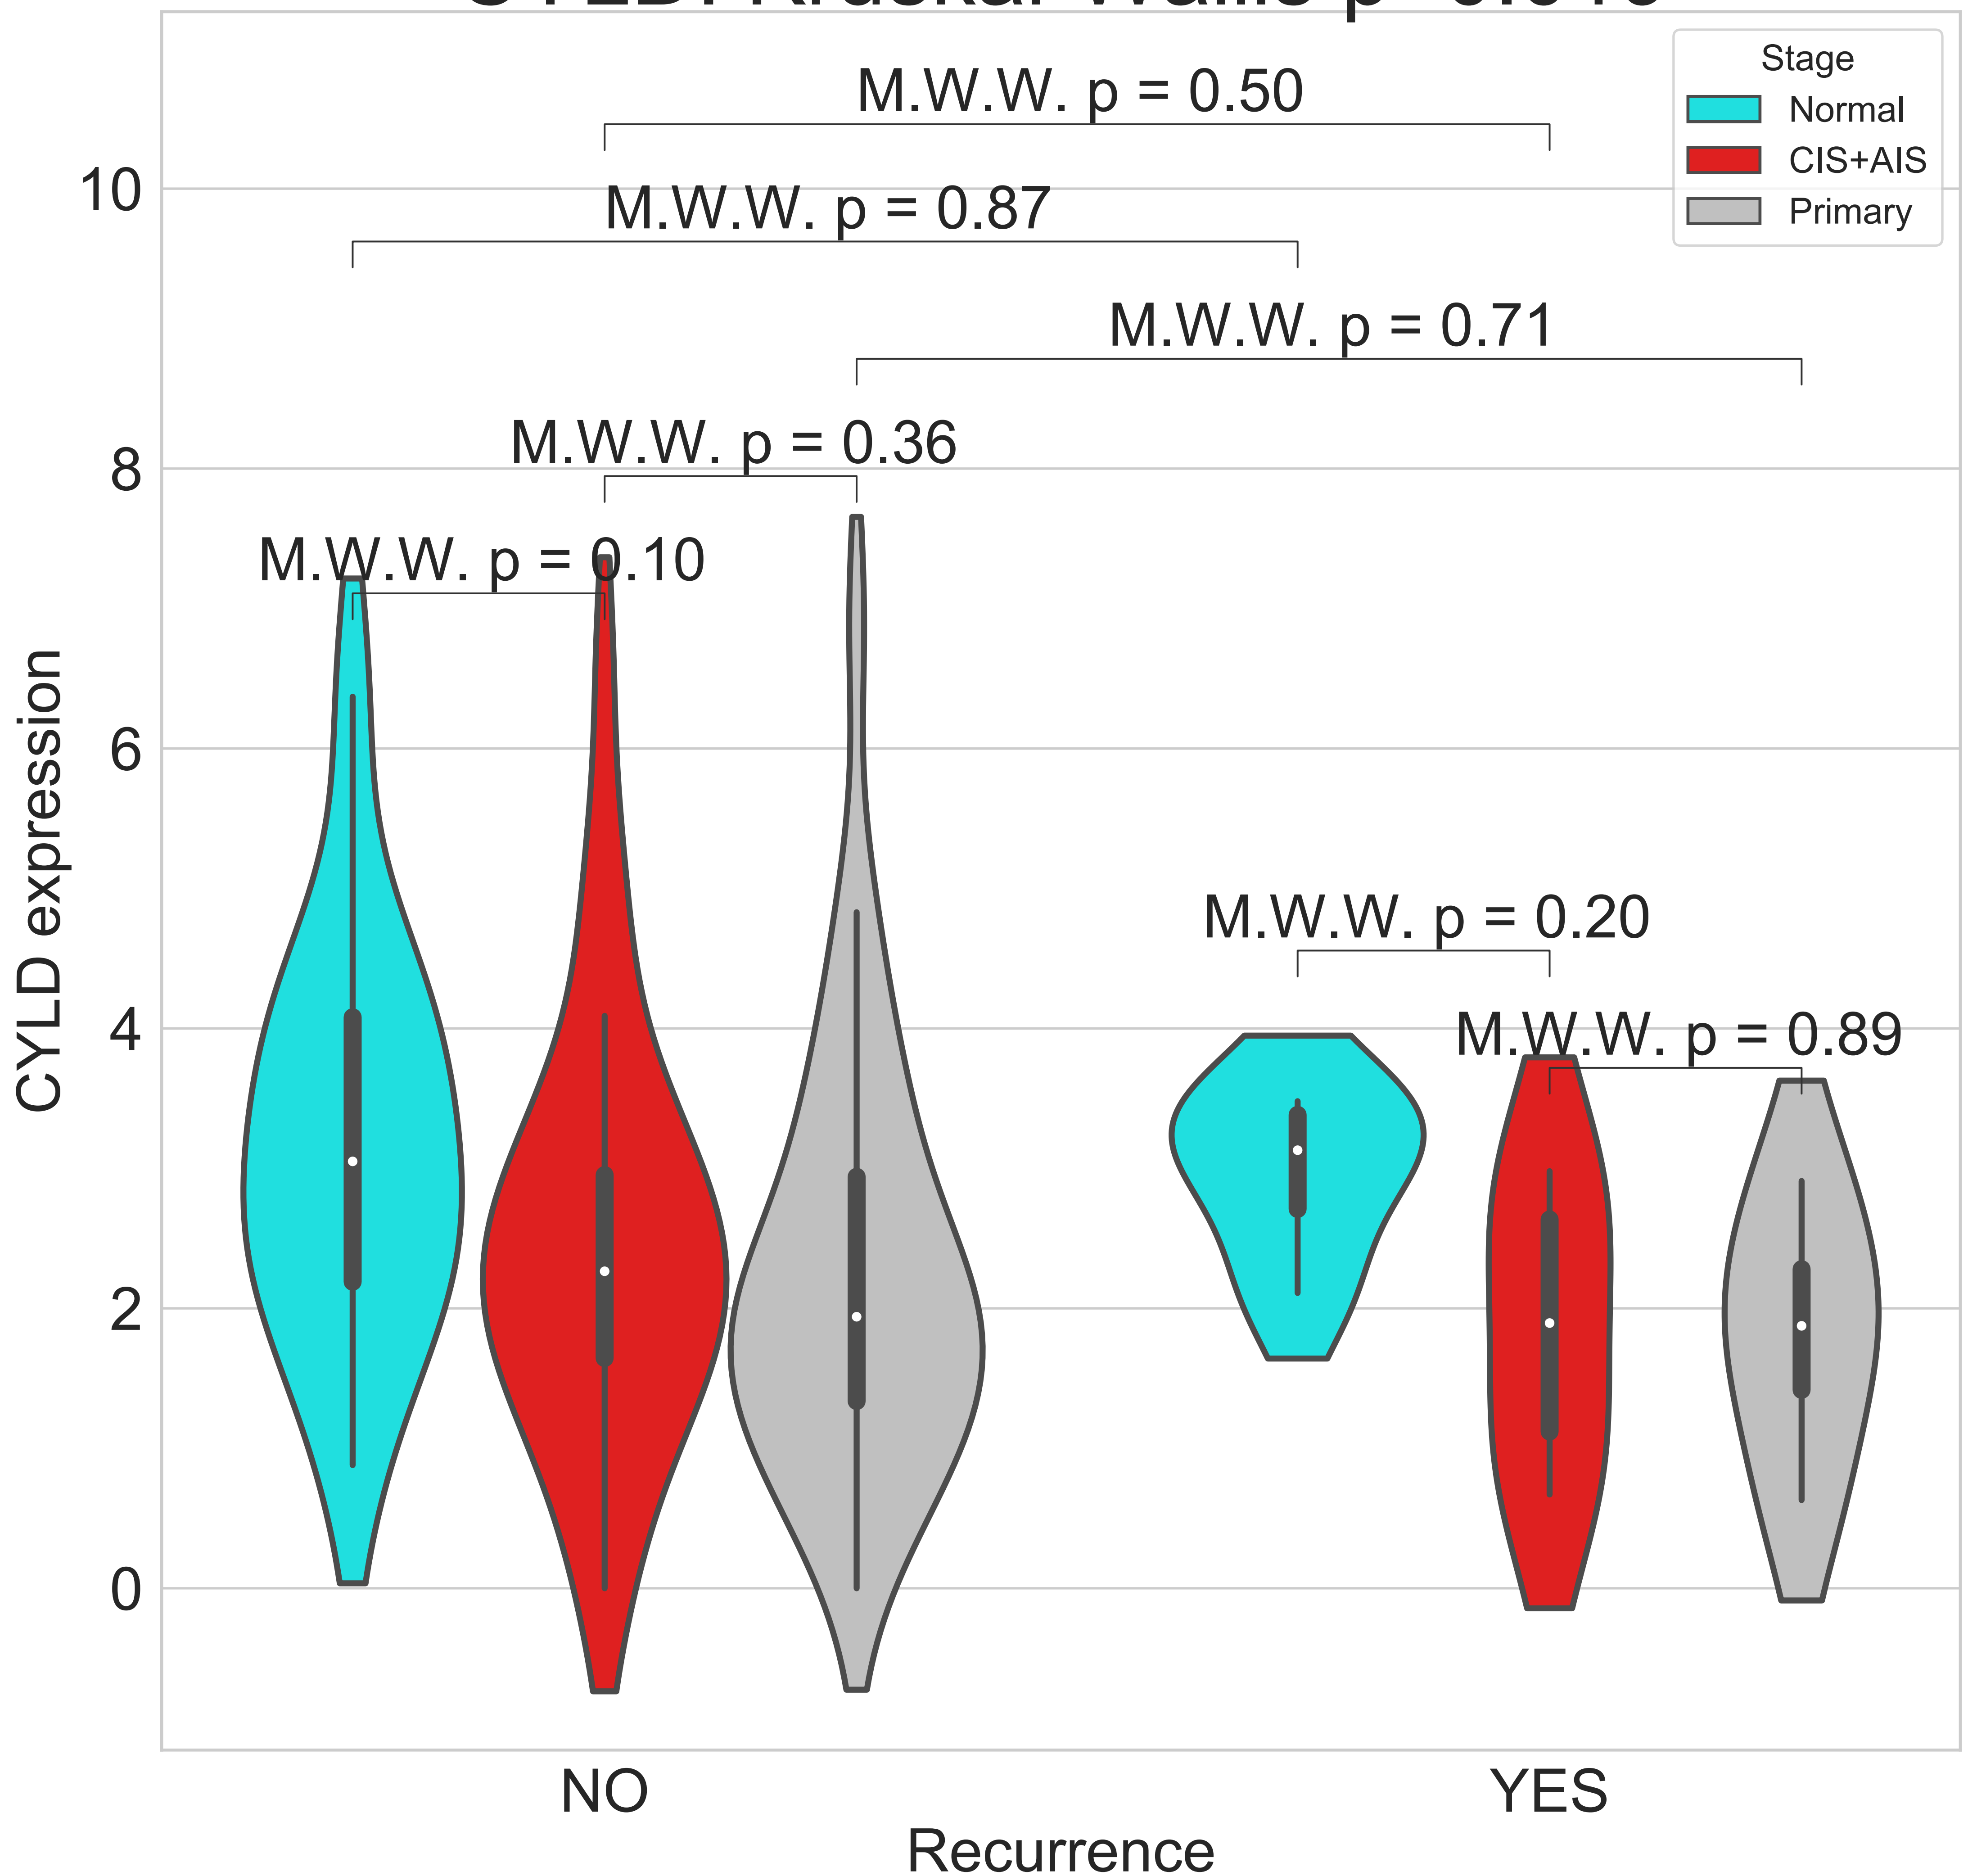 M.W.W. p = 0.50
M.W.W. p = 0.87
M.W.W. p = 0.71
M.W.W. p = 0.36
M.W.W. p = 0.10
M.W.W. p = 0.20
M.W.W. p = 0.89
Stage
Normal
CIS+AIS
Primary
10
8
6
4
2
0
CYLD expression
NO
YES
Recurrence